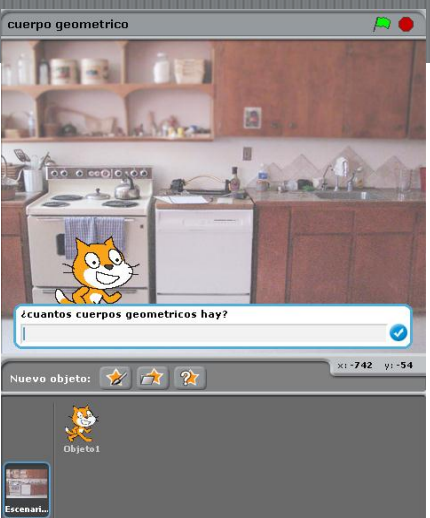 cuerpo geometrico
¿cuantos cuerpos geometricos hay?
x: -742 y: -54
Nuevo objeto:
Objeto1
Escenari...